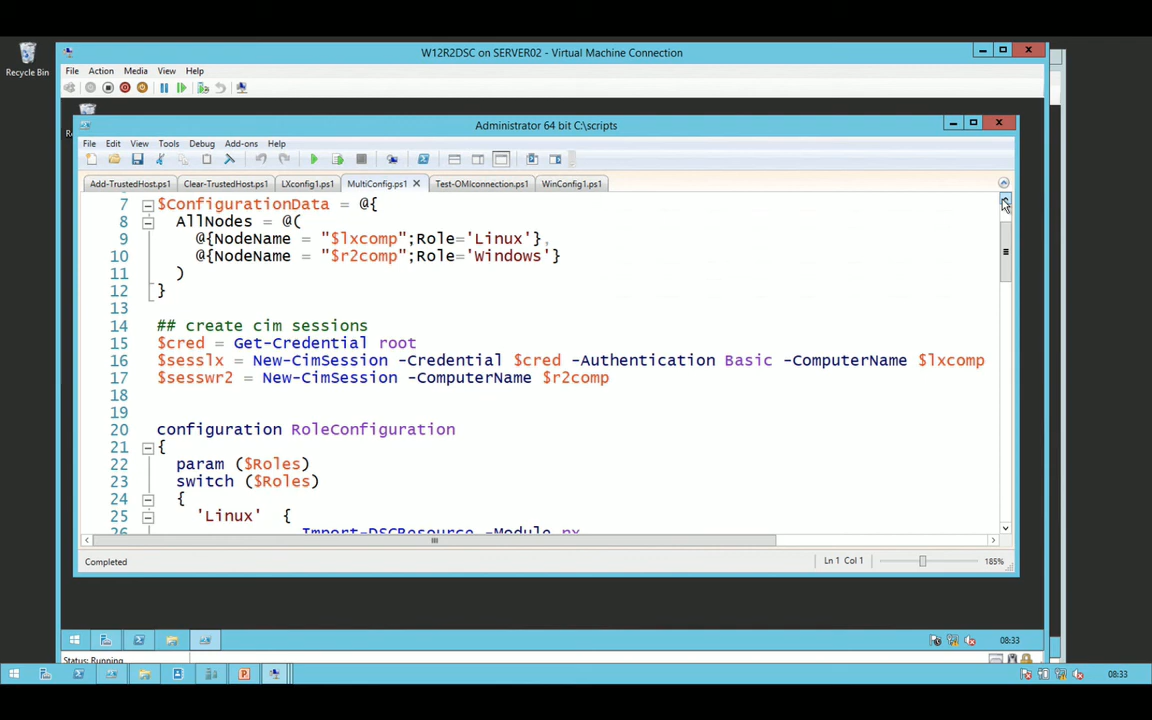 W12R2DSC on SERVER02 - Virtual Machine Connection
Recycle Bin
File Action Media View Help
Administrator 64 bit C:\scripts
File Edit View Tools Debug Add-ons Help
Add-TrustedHost.ps1 Clear-TrustedHost.ps1 LXconfig1.ps1 MultiConfig.ps1 Test-OMIconnection.ps1 WinConfig1.ps1
7 $ConfigurationData = @{
8 AllNodes = @(
9 @{NodeName = "$lxcomp";Role='Linux'},
10 @{NodeName = "$r2comp";Role='Windows'}
11 )
12 }
13
14 ## create cim sessions
15 $cred = Get-Credential root
16 $sesslx = New-CimSession -Credential $cred -Authentication Basic -ComputerName $lxcomp
17 $sesswr2 = New-CimSession -ComputerName $r2comp
18
19
20 configuration RoleConfiguration
21 {
22 param ($Roles)
23 switch ($Roles)
24 {
25 'Linux' {
26 Import-DSCResource -Module nx
Completed Ln 1 Col 1 185%
08:33
Status: Running
08:33